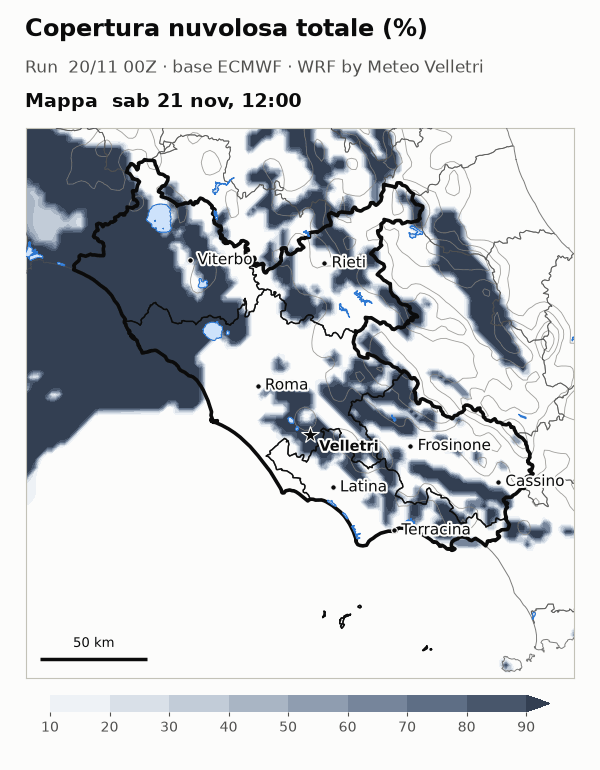 Copertura nuvolosa totale (%)
Run  20/11 00Z · base ECMWF · WRF by Meteo Velletri
Mappa  sab 21 nov, 12:00
Viterbo
Rieti
Roma
Velletri
Frosinone
Cassino
Latina
Terracina
50 km
10 20 30 40 50 60 70 80 90